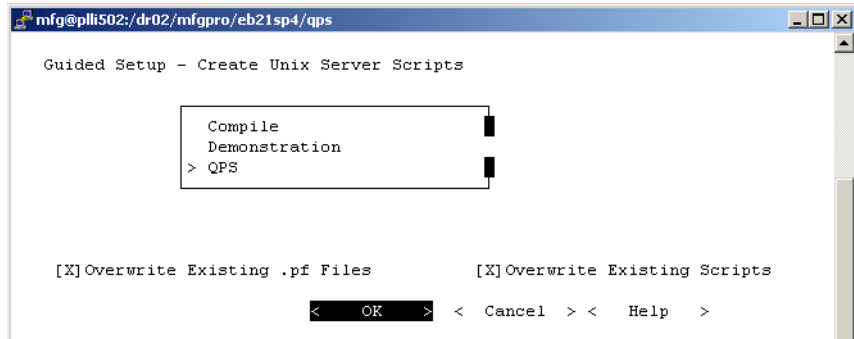 mfg@plli502:/dr02/mfgpro/eb21sp4/qps
Guided Setup - Create Unix Server Scripts
Compile
Demonstration
> QPS
[X]Overwrite Existing .pf Files [X]Overwrite Existing Scripts
< OK > < Cancel > < Help >